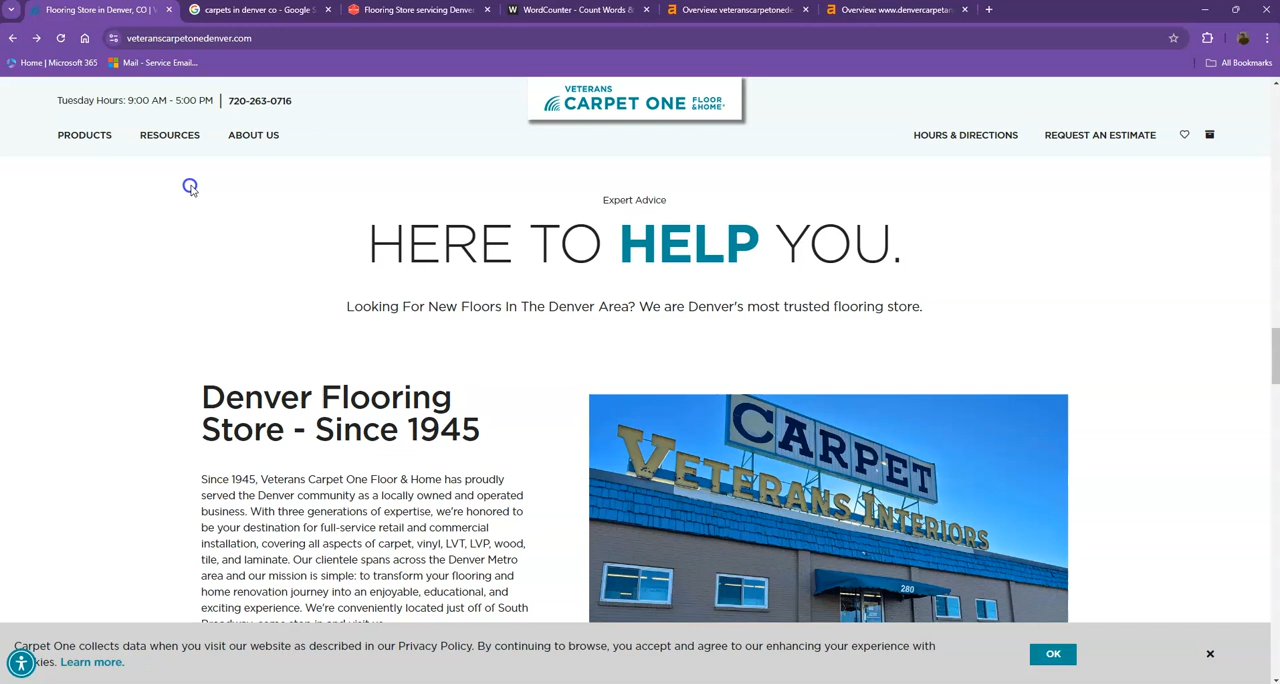 Flooring Store in Denver, CO |
carpets in denver co - Google S
Flooring Store servicing Denve
WordCounter - Count Words &
Overview: veteranscarpetonede
Overview: www.denvercarpetan
veteranscarpetonedenver.com
Home | Microsoft 365
Mail - Service Email...
All Bookmarks
Tuesday Hours: 9:00 AM - 5:00 PM | 720-263-0716
VETERANS
CARPET ONE FLOOR & HOME
PRODUCTS RESOURCES ABOUT US
HOURS & DIRECTIONS REQUEST AN ESTIMATE
Expert Advice
HERE TO HELP YOU.
Looking For New Floors In The Denver Area? We are Denver's most trusted flooring store.
Denver Flooring
Store - Since 1945
Since 1945, Veterans Carpet One Floor & Home has proudly
served the Denver community as a locally owned and operated
business. With three generations of expertise, we're honored to
be your destination for full-service retail and commercial
installation, covering all aspects of carpet, vinyl, LVT, LVP, wood,
tile, and laminate. Our clientele spans across the Denver Metro
area and our mission is simple: to transform your flooring and
home renovation journey into an enjoyable, educational, and
exciting experience. We're conveniently located just off of South
Broadway, come stop in and visit us.
CARPET
VETERANS INTERIORS
280
Carpet One collects data when you visit our website as described in our Privacy Policy. By continuing to browse, you accept and agree to our enhancing your experience with
kies. Learn more.
OK